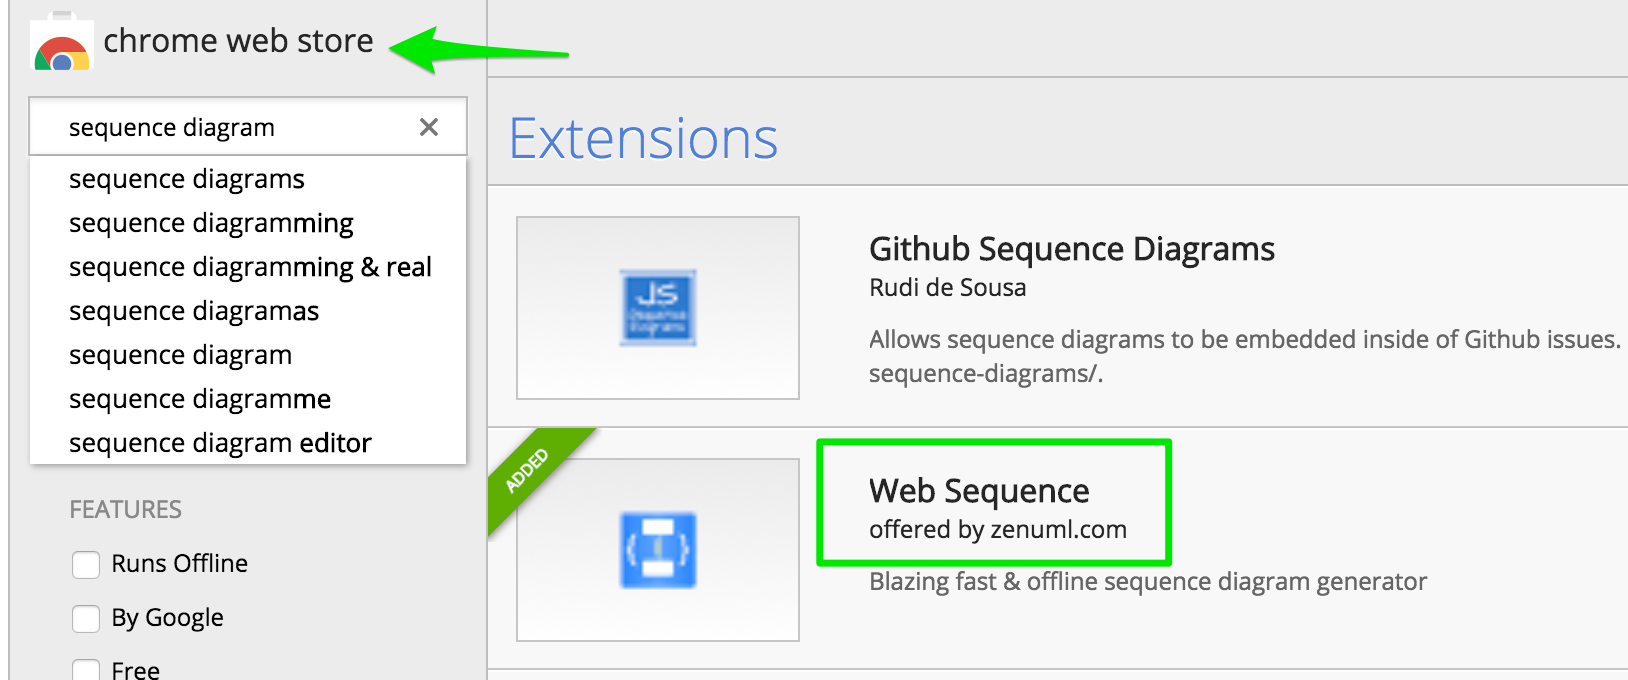 chrome web store
sequence diagram
sequence diagrams
sequence diagramming
sequence diagramming & real
sequence diagramas
sequence diagram
sequence diagramme
sequence diagram editor
FEATURES
Runs Offline
By Google
Free
Extensions
JS
Sequence
Diagrams
Github Sequence Diagrams
Rudi de Sousa
Allows sequence diagrams to be embedded inside of Github issues.
sequence-diagrams/.
ADDED
Web Sequence
offered by zenuml.com
Blazing fast & offline sequence diagram generator